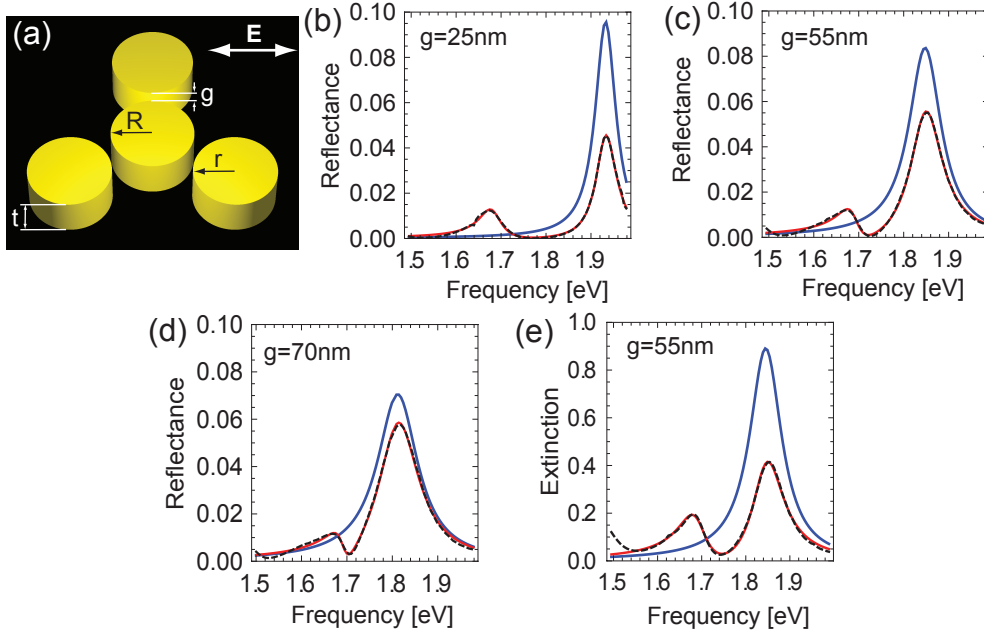 (a)
E
g
R
r
t
(b)
g=25nm
Reflectance
0.10
0.08
0.06
0.04
0.02
0.00
1.5 1.6 1.7 1.8 1.9
Frequency [eV]
(c)
g=55nm
Reflectance
0.10
0.08
0.06
0.04
0.02
0.00
1.5 1.6 1.7 1.8 1.9
Frequency [eV]
(d)
g=70nm
Reflectance
0.10
0.08
0.06
0.04
0.02
0.00
1.5 1.6 1.7 1.8 1.9
Frequency [eV]
(e)
g=55nm
Extinction
1.0
0.8
0.6
0.4
0.2
0.0
1.5 1.6 1.7 1.8 1.9
Frequency [eV]